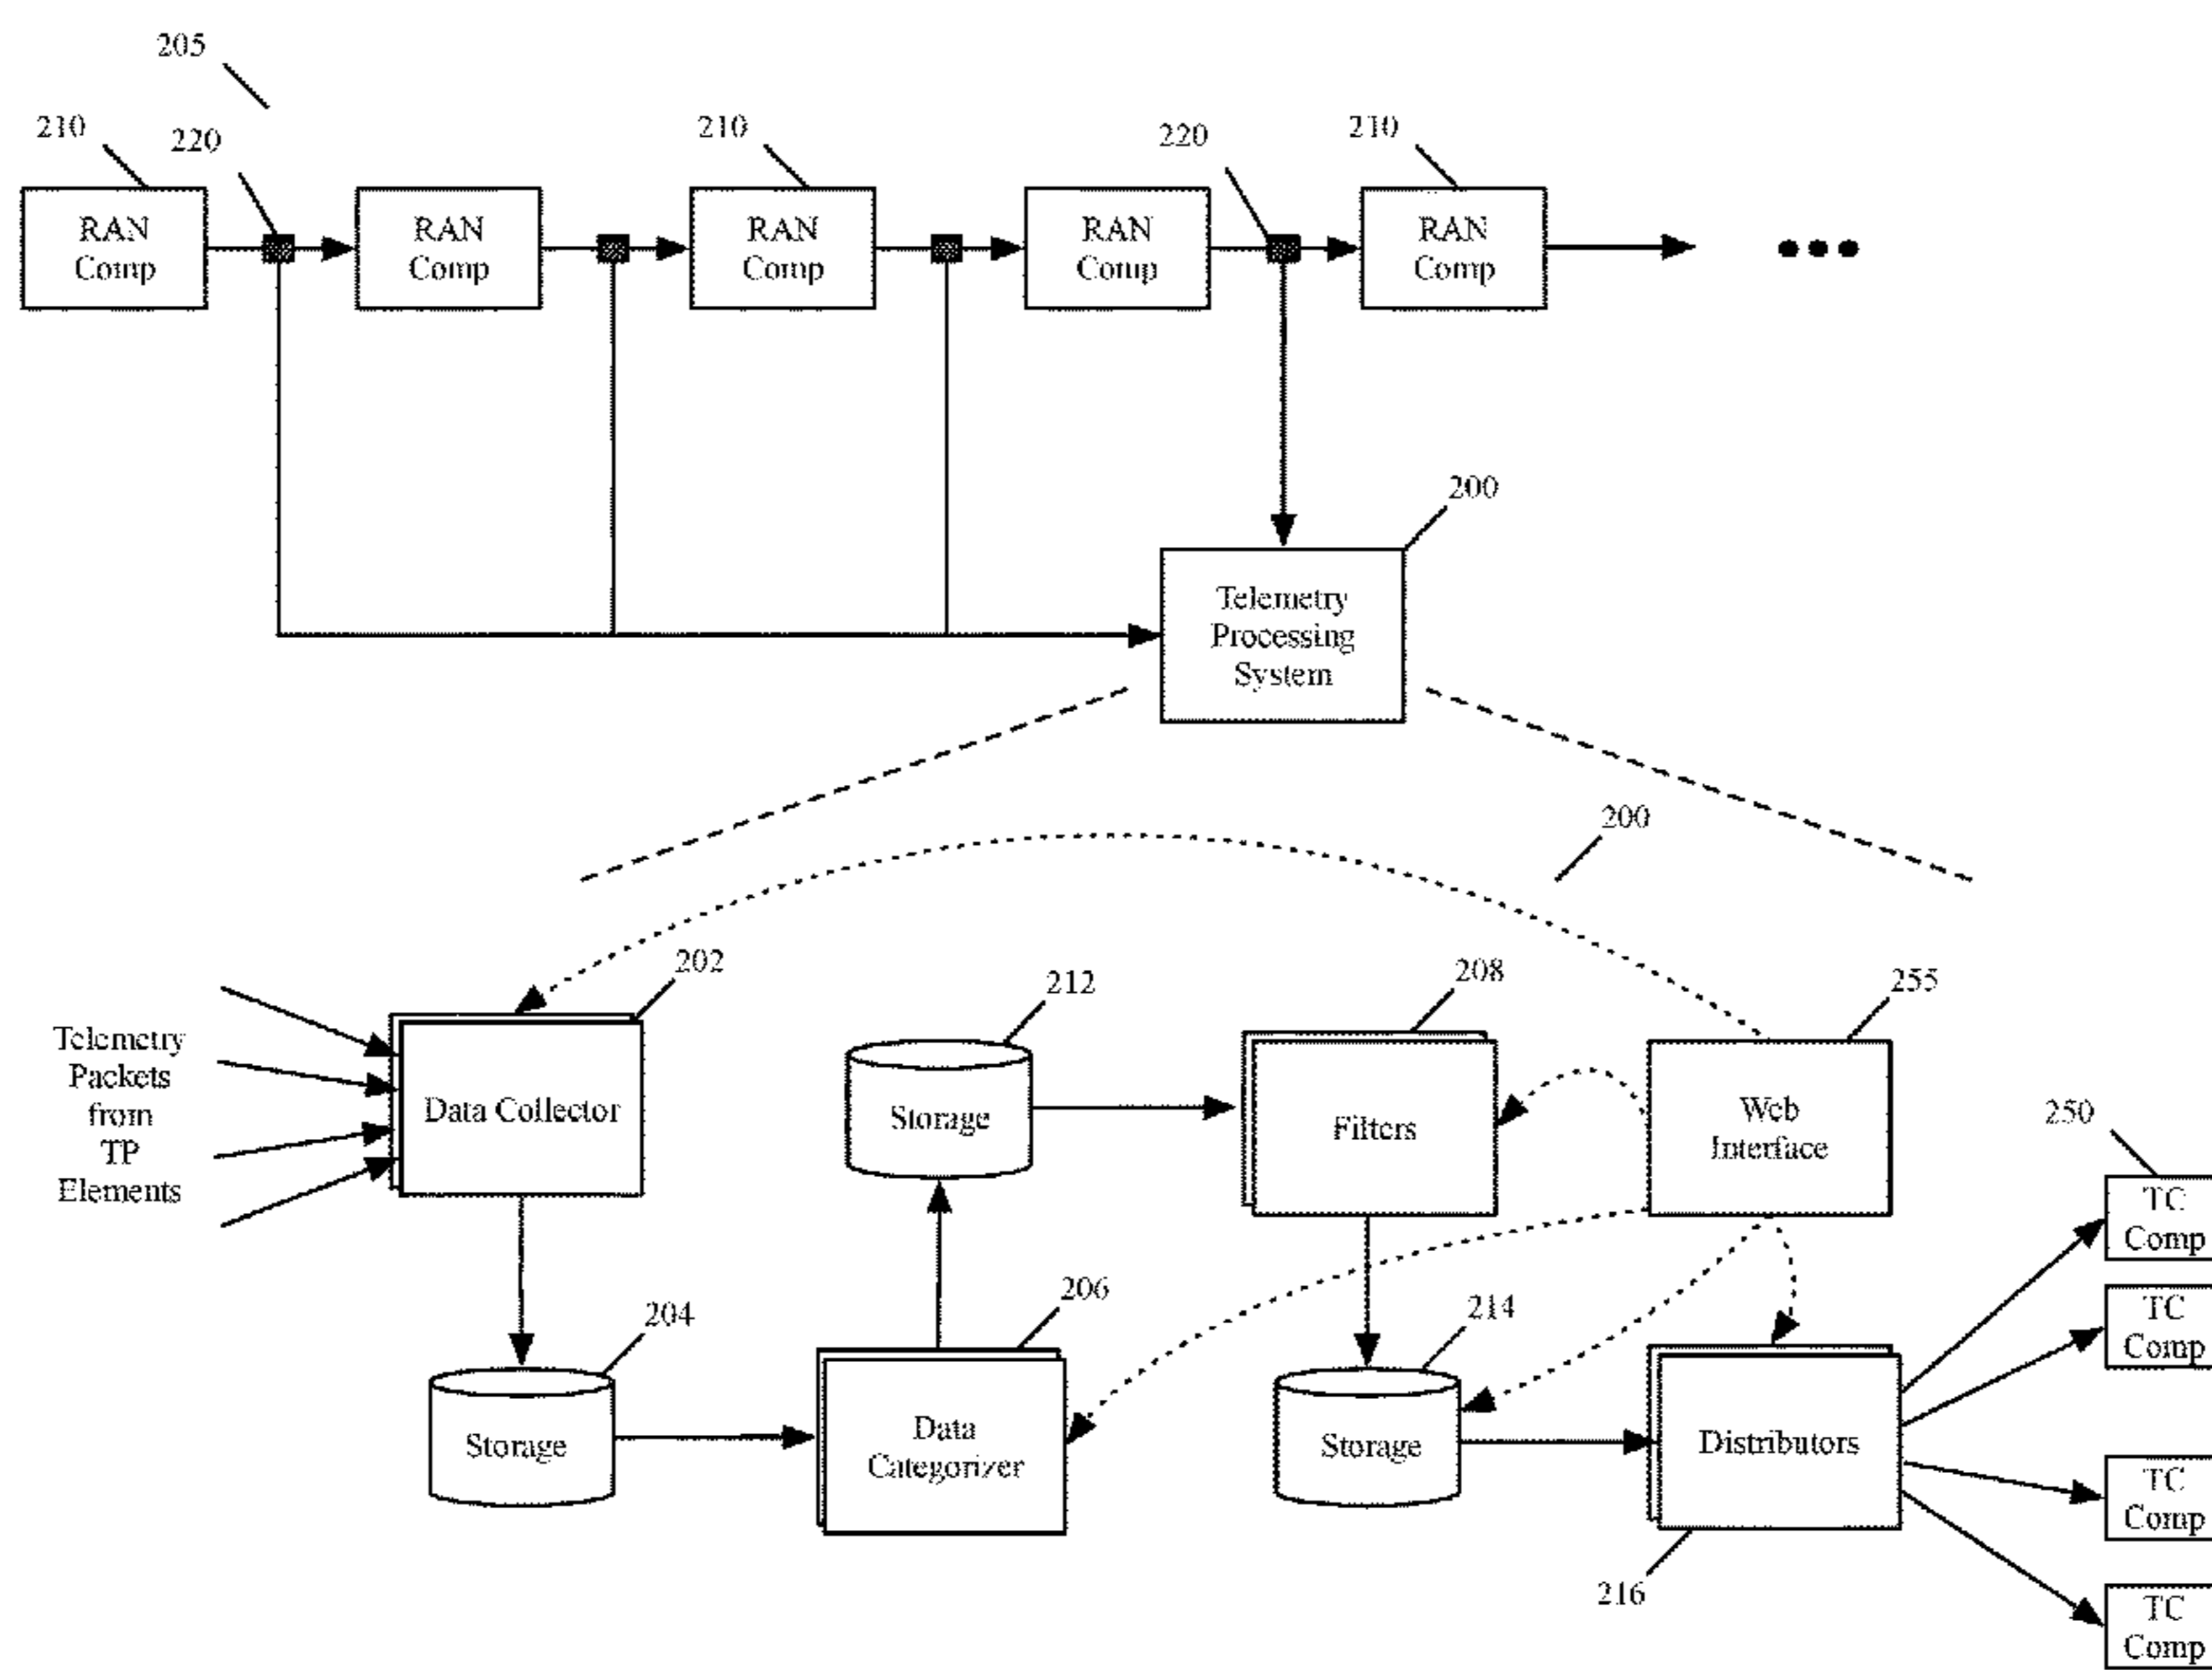 205
210
220
210
220
210
RAN
Comp
RAN
Comp
RAN
Comp
RAN
Comp
RAN
Comp
200
Telemetry
Processing
System
200
202
212
208
255
Telemetry
Packets
from
TP
Elements
Data Collector
Storage
Filters
Web
Interface
250
TC
Comp
204
206
214
TC
Comp
Storage
Data
Categorizer
Storage
Distributors
TC
Comp
216
TC
Comp